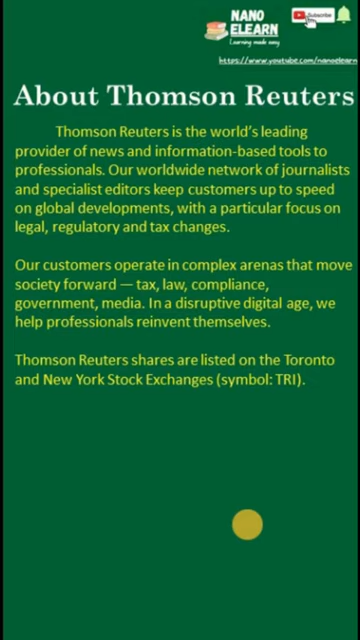 NANO
ELEARN
Learning made easy
Subscribe
https://www.youtube.com/nanoelearn
About Thomson Reuters
Thomson Reuters is the world's leading
provider of news and information-based tools to
professionals. Our worldwide network of journalists
and specialist editors keep customers up to speed
on global developments, with a particular focus on
legal, regulatory and tax changes.
Our customers operate in complex arenas that move
society forward — tax, law, compliance,
government, media. In a disruptive digital age, we
help professionals reinvent themselves.
Thomson Reuters shares are listed on the Toronto
and New York Stock Exchanges (symbol: TRI).